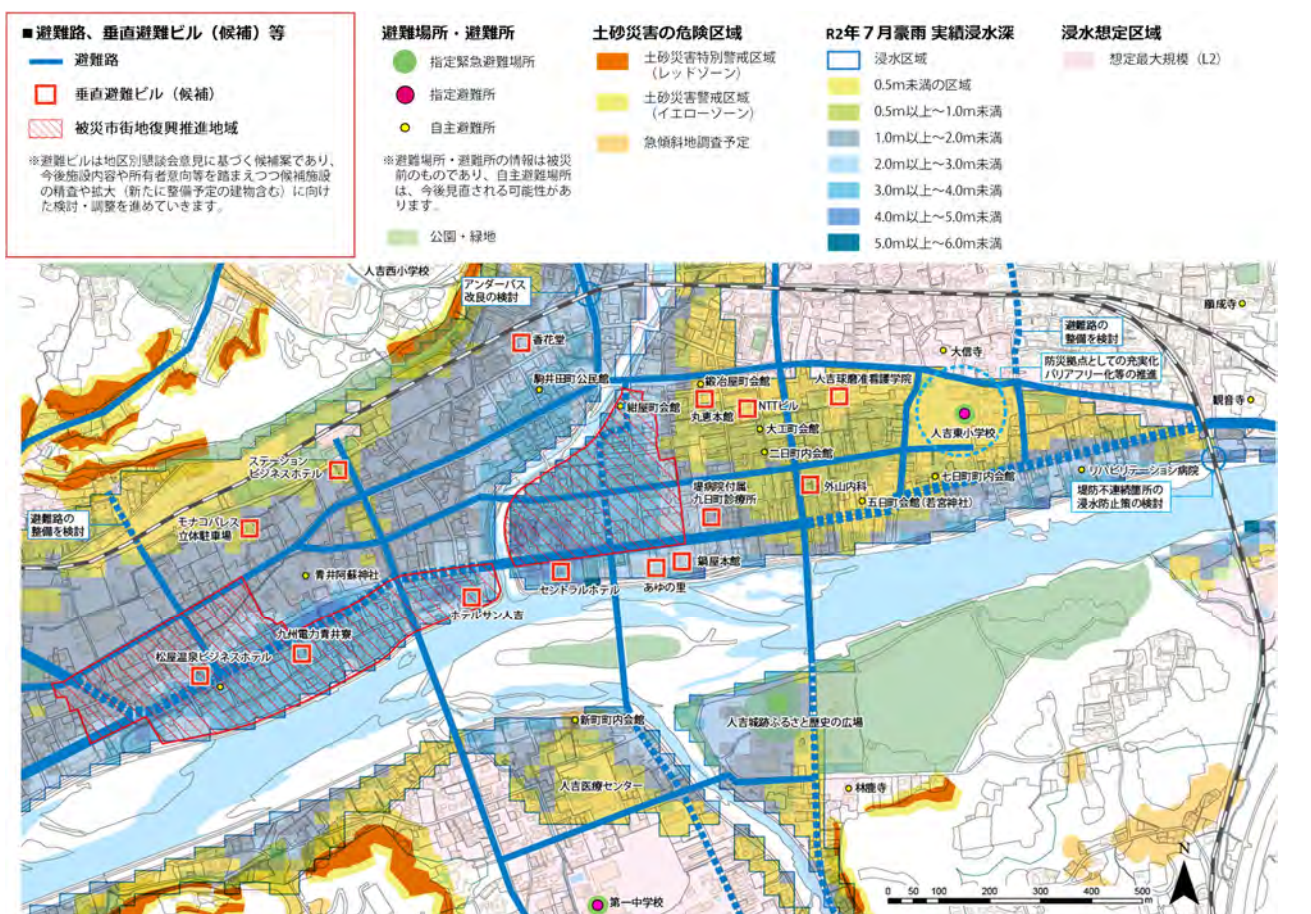 ■避難路、垂直避難ビル（候補）等
避難路
垂直避難ビル（候補）
被災市街地復興推進地域
※避難ビルは地区別懇談会意見に基づく候補案であり、
今後施設内容や所有者意向等を踏まえつつ候補施設
の精査や拡大（新たに整備予定の建物含む）に向け
た検討・調整を進めていきます。
避難場所・避難所
指定緊急避難場所
指定避難所
自主避難所
※避難場所・避難所の情報は被災
前のものであり、自主避難場所
は、今後見直される可能性があ
ります。
公園・緑地
土砂災害の危険区域
土砂災害特別警戒区域
（レッドゾーン）
土砂災害警戒区域
（イエローゾーン）
急傾斜地調査予定
R2年７月豪雨 実績浸水深
浸水区域
0.5m未満の区域
0.5m以上～1.0m未満
1.0m以上～2.0m未満
2.0m以上～3.0m未満
3.0m以上～4.0m未満
4.0m以上～5.0m未満
5.0m以上～6.0m未満
浸水想定区域
想定最大規模（L2）
人吉西小学校
アンダーパス
改良の検討
願成寺
避難路の
整備を検討
香花堂
大信寺
防災拠点としての充実化
バリアフリー化等の推進
駒井田町公民館
鍛冶屋町会館
人吉球磨准看護学院
観音寺
紺屋町会館
丸恵本館
NTTビル
大工町会館
人吉東小学校
二日町内会館
ステーション
ビジネスホテル
堤病院付属
九日町診療所
外山内科
七日町町内会館
リハビリテーション病院
五日町会館（若宮神社）
堤防不連続箇所の
浸水防止策の検討
避難路の
整備を検討
モナコパレス
立体駐車場
青井阿蘇神社
鍋屋本館
セントラルホテル
あゆの里
ホテルサン人吉
九州電力青井寮
松屋温泉ビジネスホテル
新町町内会館
人吉城跡ふるさと歴史の広場
人吉医療センター
林鹿寺
第一中学校
N
0 50 100 200 300 400 500
m